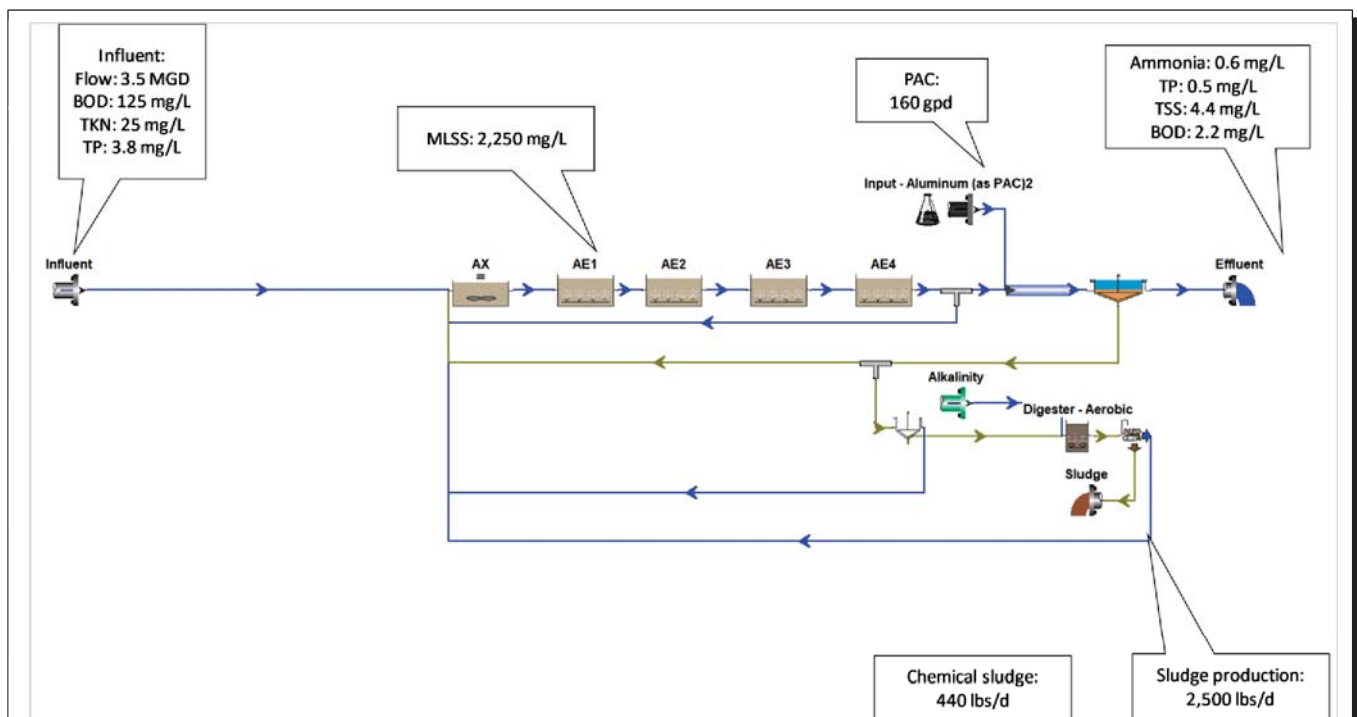 Influent:
Flow: 3.5 MGD
BOD: 125 mg/L
TKN: 25 mg/L
TP: 3.8 mg/L
MLSS: 2,250 mg/L
PAC:
160 gpd
Ammonia: 0.6 mg/L
TP: 0.5 mg/L
TSS: 4.4 mg/L
BOD: 2.2 mg/L
Input - Aluminum (as PAC)2
Influent
AX
AE1
AE2
AE3
AE4
Effluent
Alkalinity
Digester - Aerobic
Sludge
Chemical sludge:
440 lbs/d
Sludge production:
2,500 lbs/d